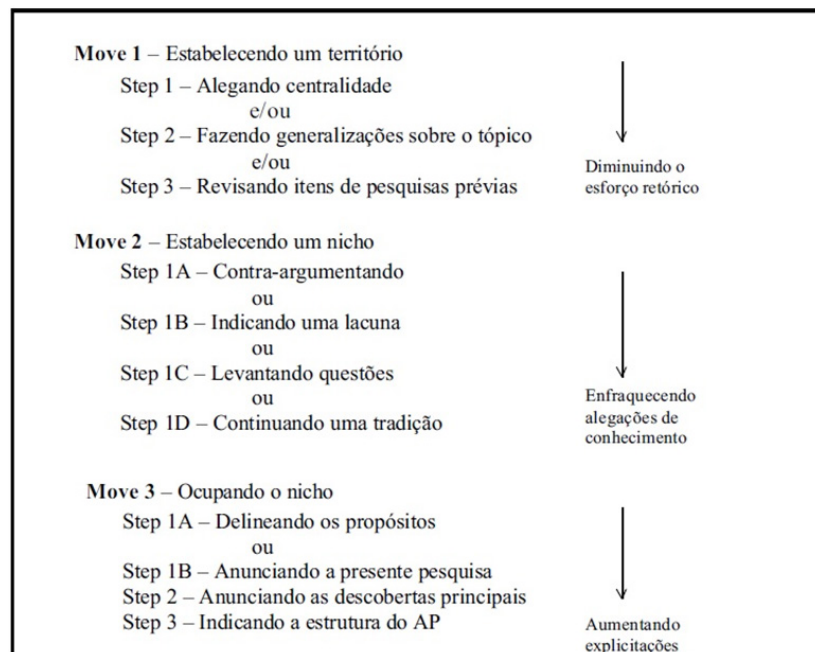 Move 1 – Estabelecendo um território
Step 1 – Alegando centralidade
e/ou
Step 2 – Fazendo generalizações sobre o tópico
e/ou
Step 3 – Revisando itens de pesquisas prévias
Diminuindo o
esforço retórico
Move 2 – Estabelecendo um nicho
Step 1A – Contra-argumentando
ou
Step 1B – Indicando uma lacuna
ou
Step 1C – Levantando questões
ou
Step 1D – Continuando uma tradição
Enfraquecendo
alegações de
conhecimento
Move 3 – Ocupando o nicho
Step 1A – Delineando os propósitos
ou
Step 1B – Anunciando a presente pesquisa
Step 2 – Anunciando as descobertas principais
Step 3 – Indicando a estrutura do AP
Aumentando
explicitações